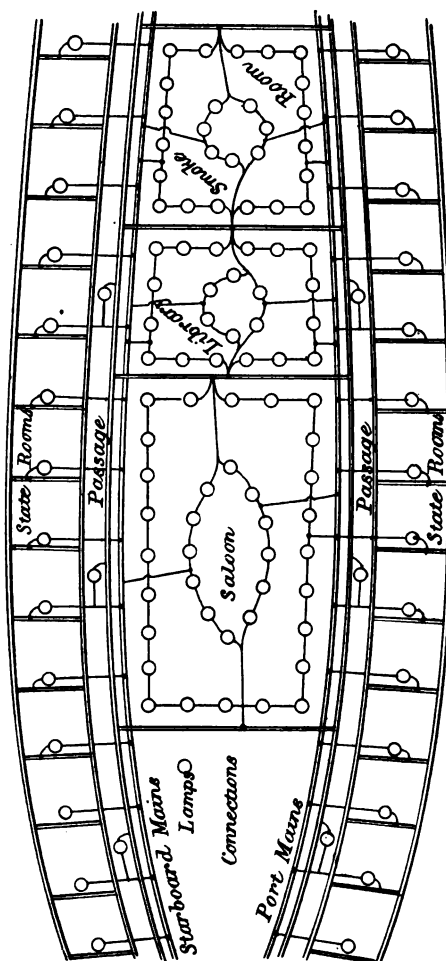 Smoke Room
Library
Saloon
State Rooms
Passage
Passage
State Rooms
Starboard Mains
Lamps
Connections
Port Mains